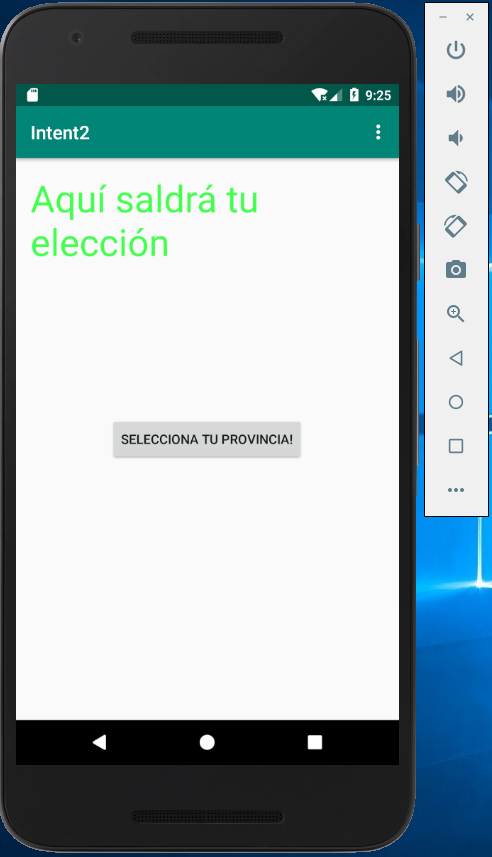 9:25
Intent2
Aquí saldrá tu
elección
SELECCIONA TU PROVINCIA!